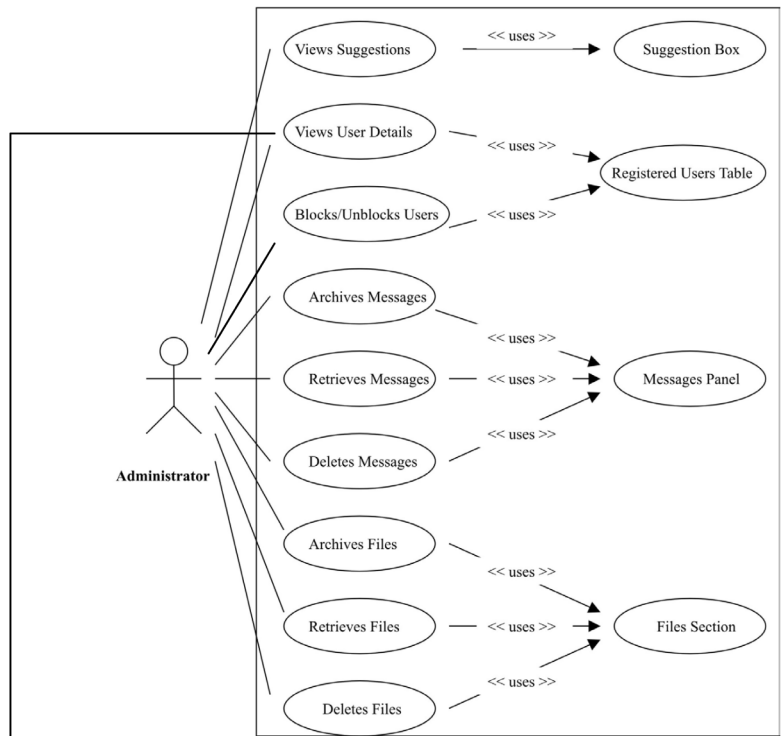 Views Suggestions
<< uses >>
Suggestion Box
Views User Details
<< uses >>
Registered Users Table
Blocks/Unblocks Users
<< uses >>
Archives Messages
<< uses >>
Retrieves Messages
<< uses >>
Messages Panel
Deletes Messages
<< uses >>
Administrator
Archives Files
<< uses >>
Retrieves Files
<< uses >>
Files Section
Deletes Files
<< uses >>